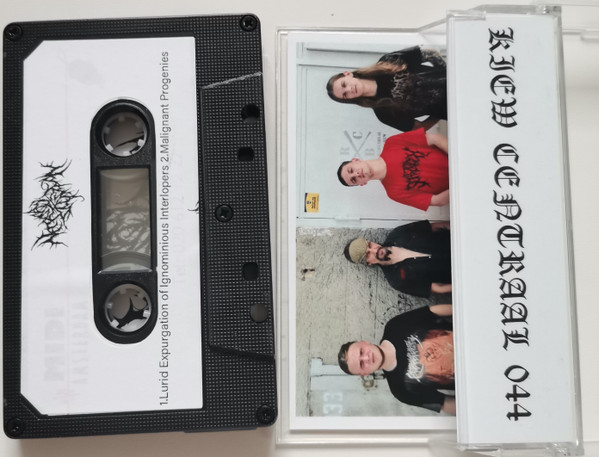 1.Lurid Expurgation of Ignominious Interlopers 2.Malignant Progenies
KIEW CENTRAAL 044